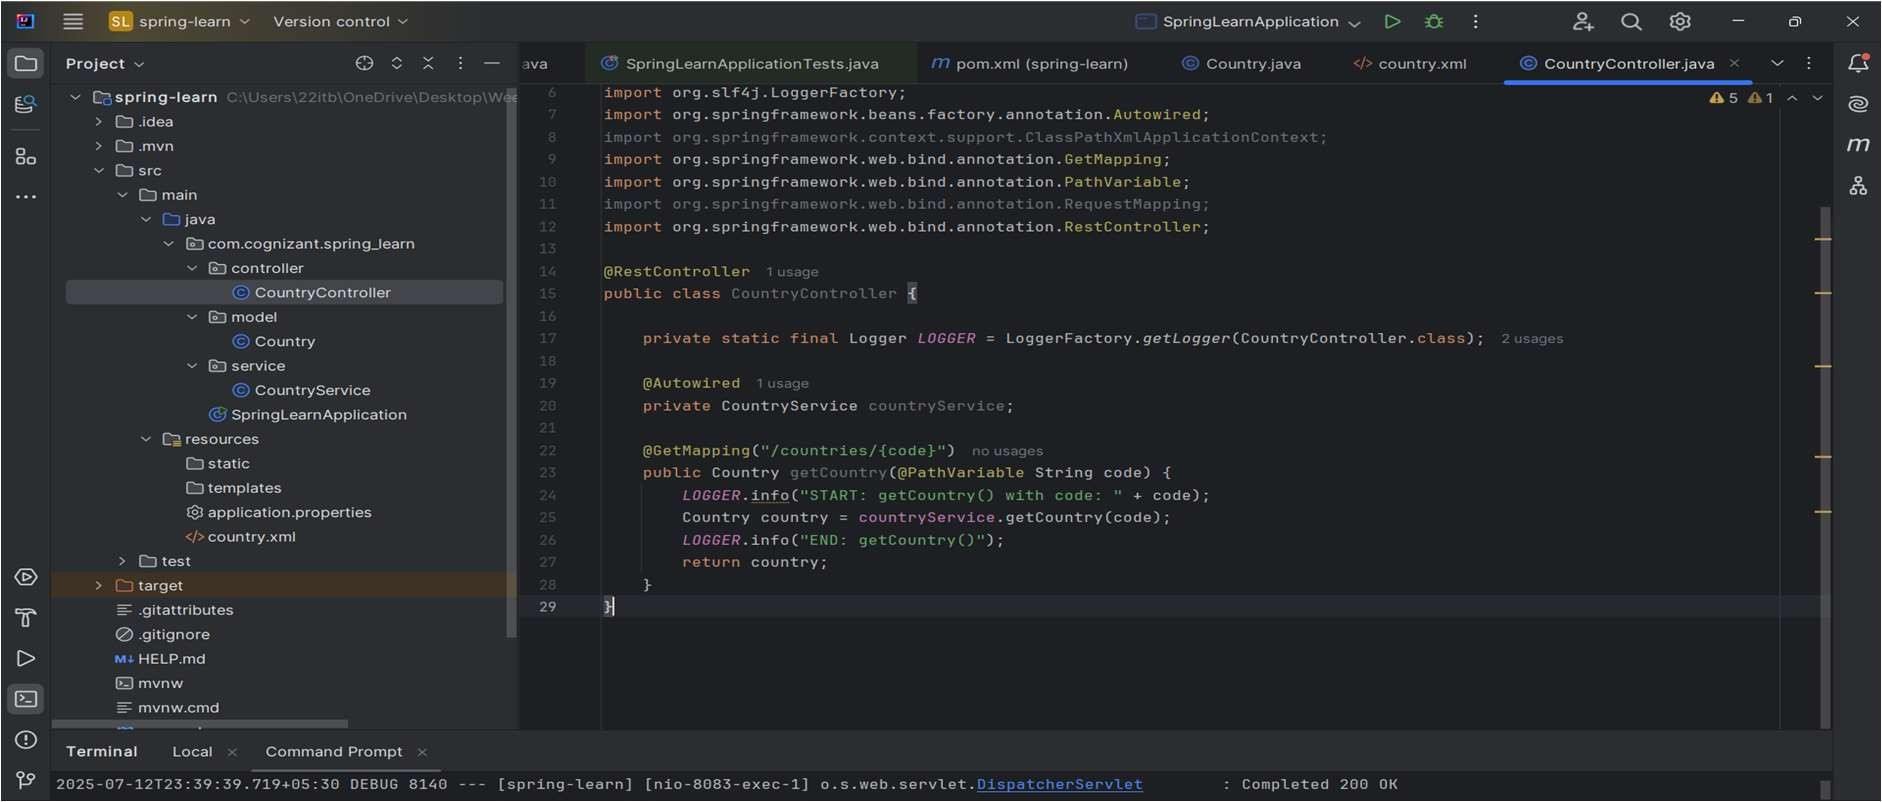 SL spring-learn Version control SpringLearnApplication
Project
ava SpringLearnApplicationTests.java m pom.xml (spring-learn) Country.java </> country.xml CountryController.java
5 1
spring-learn C:\Users\22itb\OneDrive\Desktop\Wee
.idea
.mvn
src
main
java
com.cognizant.spring_learn
controller
CountryController
model
Country
service
CountryService
SpringLearnApplication
resources
static
templates
application.properties
</> country.xml
test
target
.gitattributes
.gitignore
M↓ HELP.md
mvnw
mvnw.cmd
6 import org.slf4j.LoggerFactory;
7 import org.springframework.beans.factory.annotation.Autowired;
8 import org.springframework.context.support.ClassPathXmlApplicationContext;
9 import org.springframework.web.bind.annotation.GetMapping;
10 import org.springframework.web.bind.annotation.PathVariable;
11 import org.springframework.web.bind.annotation.RequestMapping;
12 import org.springframework.web.bind.annotation.RestController;
13
14 @RestController 1 usage
15 public class CountryController {
16
17 private static final Logger LOGGER = LoggerFactory.getLogger(CountryController.class); 2 usages
18
19 @Autowired 1 usage
20 private CountryService countryService;
21
22 @GetMapping("/countries/{code}") no usages
23 public Country getCountry(@PathVariable String code) {
24 LOGGER.info("START: getCountry() with code: " + code);
25 Country country = countryService.getCountry(code);
26 LOGGER.info("END: getCountry()");
27 return country;
28 }
29 }
m
Terminal Local Command Prompt
2025-07-12T23:39:39.719+05:30 DEBUG 8140 --- [spring-learn] [nio-8083-exec-1] o.s.web.servlet.DispatcherServlet : Completed 200 OK